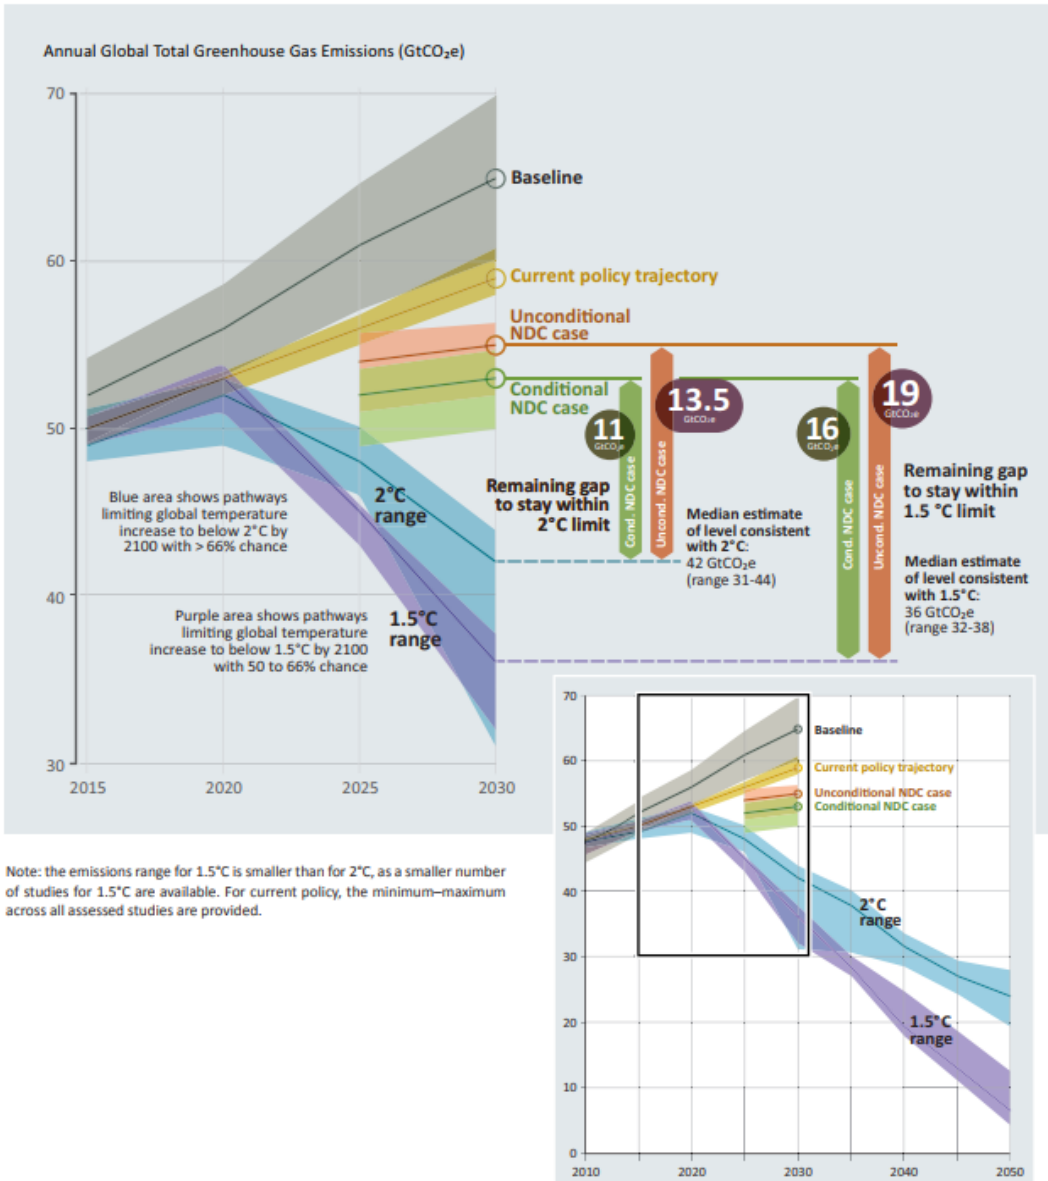 Annual Global Total Greenhouse Gas Emissions (GtCO₂e)
70
60
50
40
30
2015
2020
2025
2030
Baseline
Current policy trajectory
Unconditional
NDC case
Conditional
NDC case
Blue area shows pathways
limiting global temperature
increase to below 2°C by
2100 with > 66% chance
2°C
range
Purple area shows pathways
limiting global temperature
increase to below 1.5°C by 2100
with 50 to 66% chance
1.5°C
range
11
GtCO₂e
Cond. NDC case
Uncond. NDC case
13.5
GtCO₂e
Remaining gap
to stay within
2°C limit
Median estimate
of level consistent
with 2°C:
42 GtCO₂e
(range 31-44)
16
GtCO₂e
Cond. NDC case
Uncond. NDC case
19
GtCO₂e
Remaining gap
to stay within
1.5 °C limit
Median estimate
of level consistent
with 1.5°C:
36 GtCO₂e
(range 32-38)
70
60
50
40
30
20
10
0
2010
2020
2030
2040
2050
Baseline
Current policy trajectory
Unconditional NDC case
Conditional NDC case
2°C
range
1.5°C
range
Note: the emissions range for 1.5°C is smaller than for 2°C, as a smaller number
of studies for 1.5°C are available. For current policy, the minimum–maximum
across all assessed studies are provided.